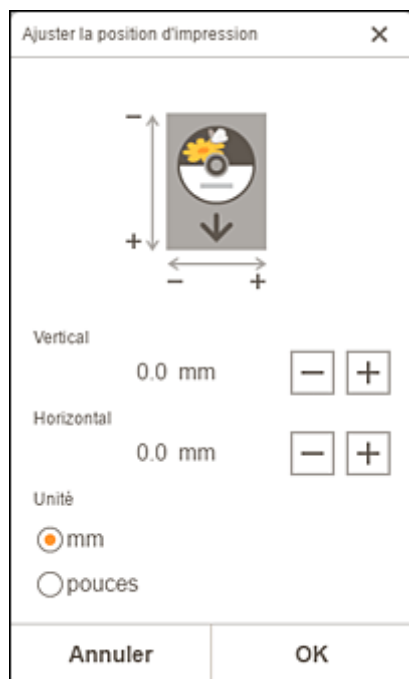 Ajuster la position d'impression
−
+
− +
Vertical
0.0 mm − +
Horizontal
0.0 mm − +
Unité
mm
pouces
Annuler OK